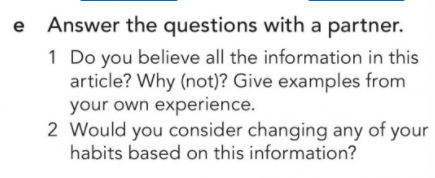 e Answer the questions with a partner.
1 Do you believe all the information in this
article? Why (not)? Give examples from
your own experience.
2 Would you consider changing any of your
habits based on this information?